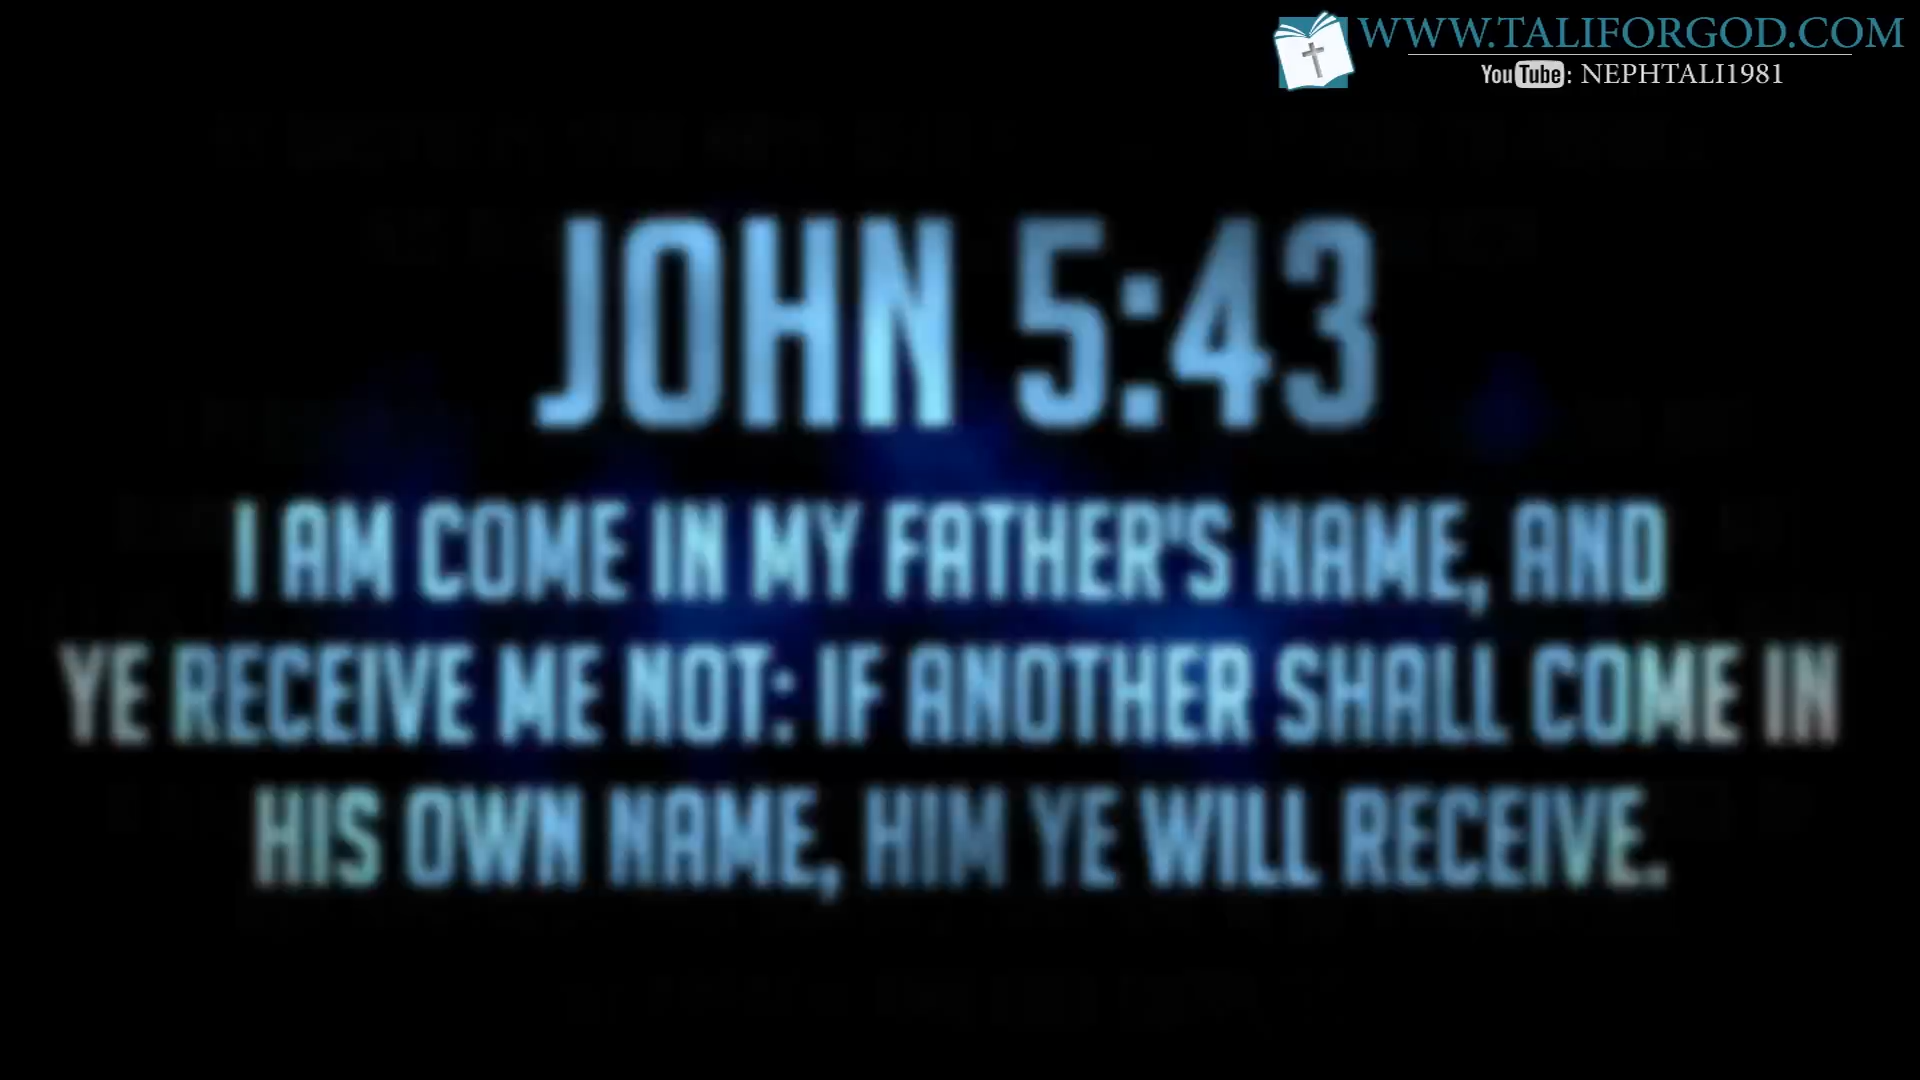 WWW.TALIFORGOD.COM
YouTube: NEPHTALI1981
JOHN 5:43
I AM COME IN MY FATHER'S NAME, AND
YE RECEIVE ME NOT: IF ANOTHER SHALL COME IN
HIS OWN NAME, HIM YE WILL RECEIVE.